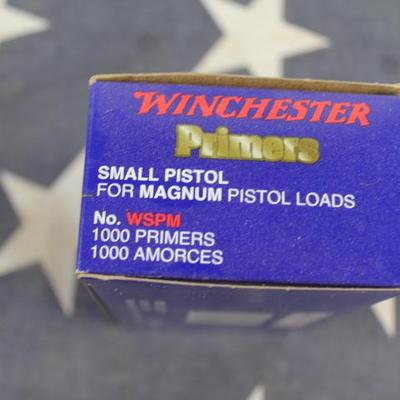 WINCHESTER
Primers
SMALL PISTOL
FOR MAGNUM PISTOL LOADS
No. WSPM
1000 PRIMERS
1000 AMORCES